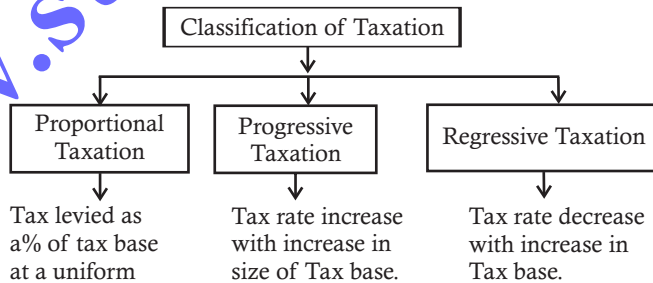 Classification of Taxation
Proportional
Taxation
Progressive
Taxation
Regressive Taxation
Tax levied as
a% of tax base
at a uniform
Tax rate increase
with increase in
size of Tax base.
Tax rate decrease
with increase in
Tax base.